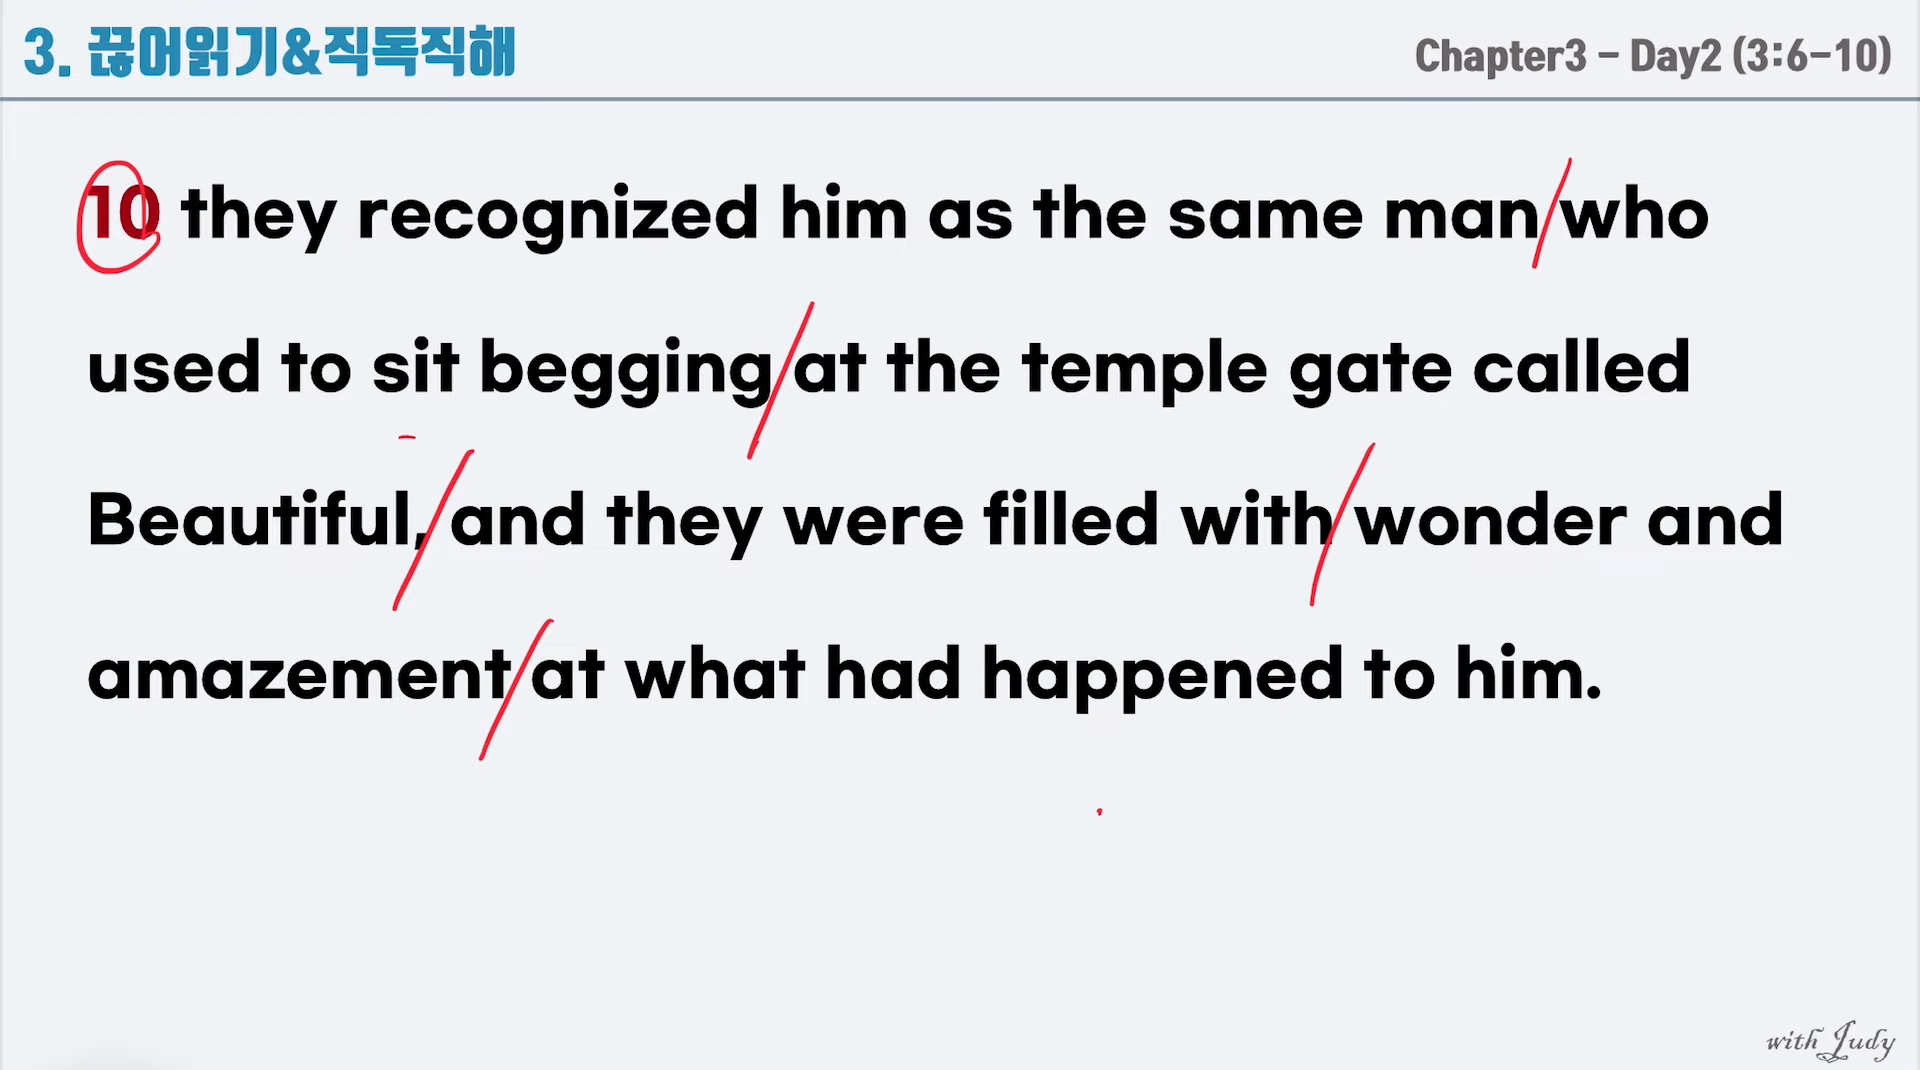 3. 끊어읽기&직독직해
Chapter3 - Day2 (3:6-10)
10 they recognized him as the same man who
used to sit begging at the temple gate called
Beautiful, and they were filled with wonder and
amazement at what had happened to him.
with Judy